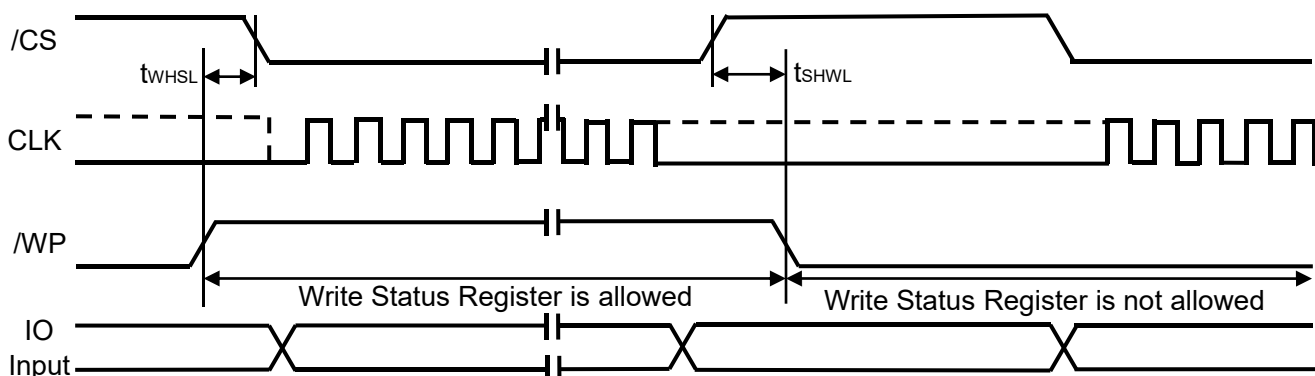 /CS
tWHSL
tSHWL
CLK
/WP
Write Status Register is allowed
Write Status Register is not allowed
IO
Input